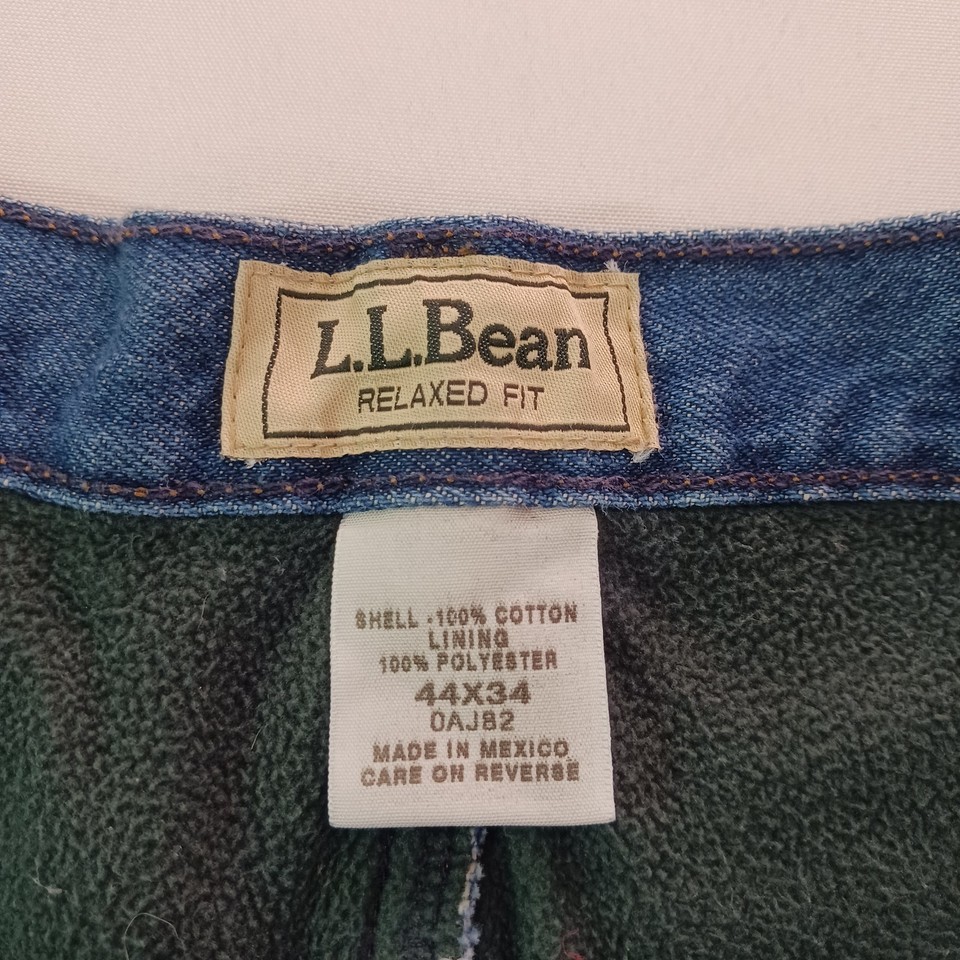 L.L.Bean
RELAXED FIT
SHELL -100% COTTON
LINING
100% POLYESTER
44X34
0AJ82
MADE IN MEXICO
CARE ON REVERSE